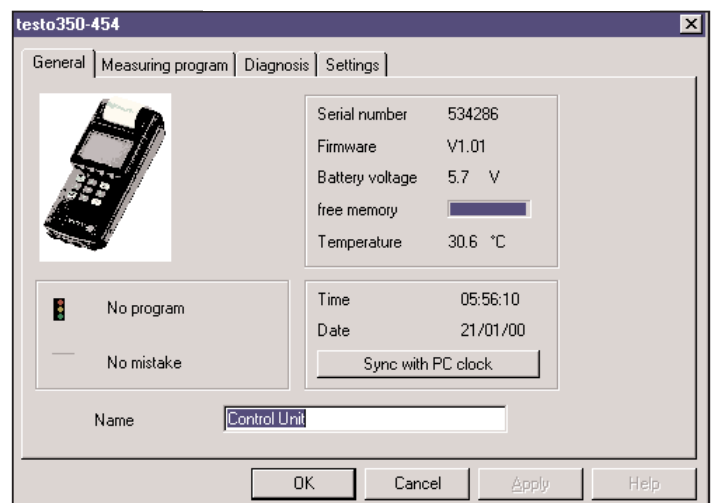 testo350-454
General Measuring program Diagnosis Settings
Serial number 534286
Firmware V1.01
Battery voltage 5.7 V
free memory
Temperature 30.6 °C
No program
No mistake
Time 05:56:10
Date 21/01/00
Sync with PC clock
Name Control Unit
OK Cancel Apply Help